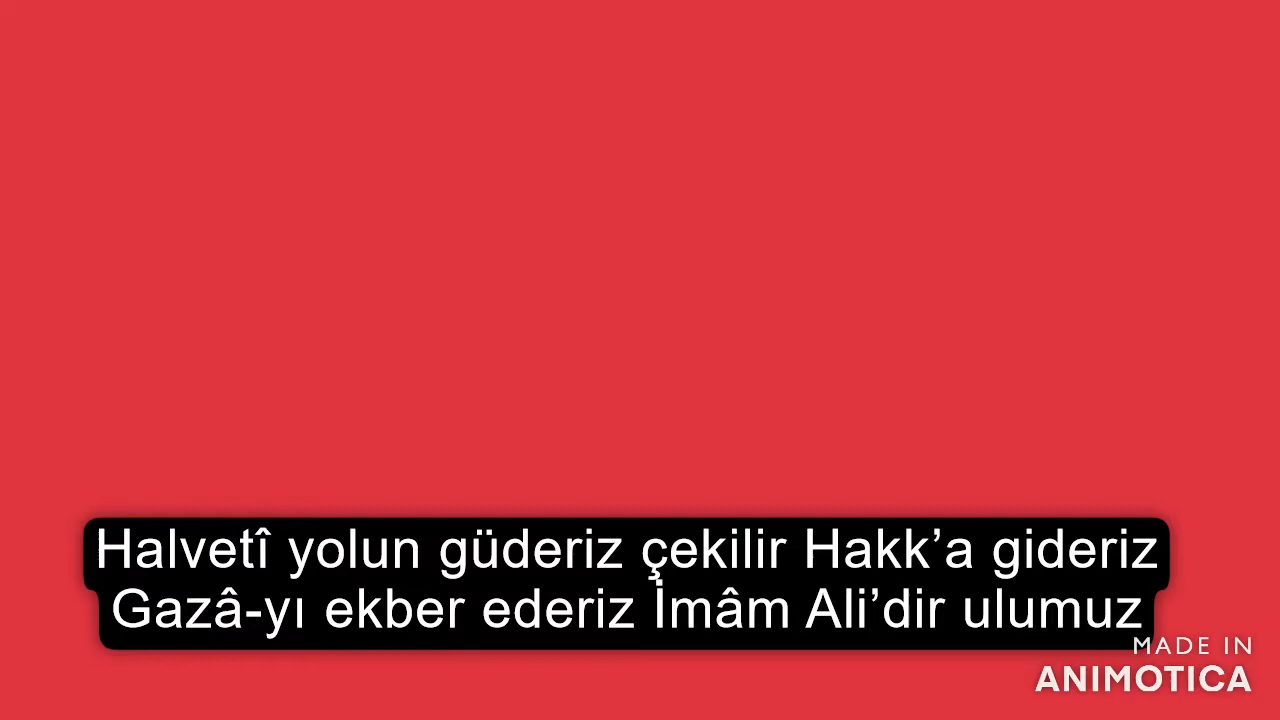 Halvetî yolun güderiz çekilir Hakk’a gideriz
Gazâ-yı ekber ederiz İmâm Ali’dir ulumuz
MADE IN
ANIMOTICA